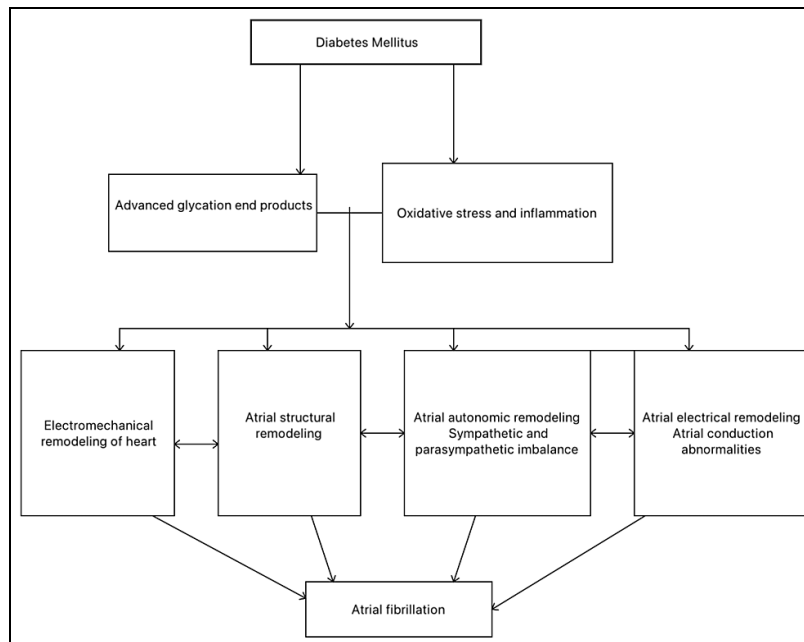 Diabetes Mellitus
Advanced glycation end products
Oxidative stress and inflammation
Electromechanical
remodeling of heart
Atrial structural
remodeling
Atrial autonomic remodeling
Sympathetic and
parasympathetic imbalance
Atrial electrical remodeling
Atrial conduction
abnormalities
Atrial fibrillation